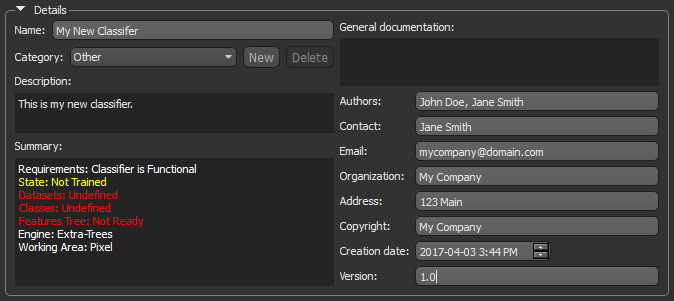 Details
Name: My New Classifer
Category: Other New Delete
Description:
This is my new classifier.
Summary:
Requirements: Classifier is Functional
State: Not Trained
Datasets: Undefined
Classes: Undefined
Features Tree: Not Ready
Engine: Extra-Trees
Working Area: Pixel
General documentation:
Authors: John Doe, Jane Smith
Contact: Jane Smith
Email: mycompany@domain.com
Organization: My Company
Address: 123 Main
Copyright: My Company
Creation date: 2017-04-03 3:44 PM
Version: 1.0